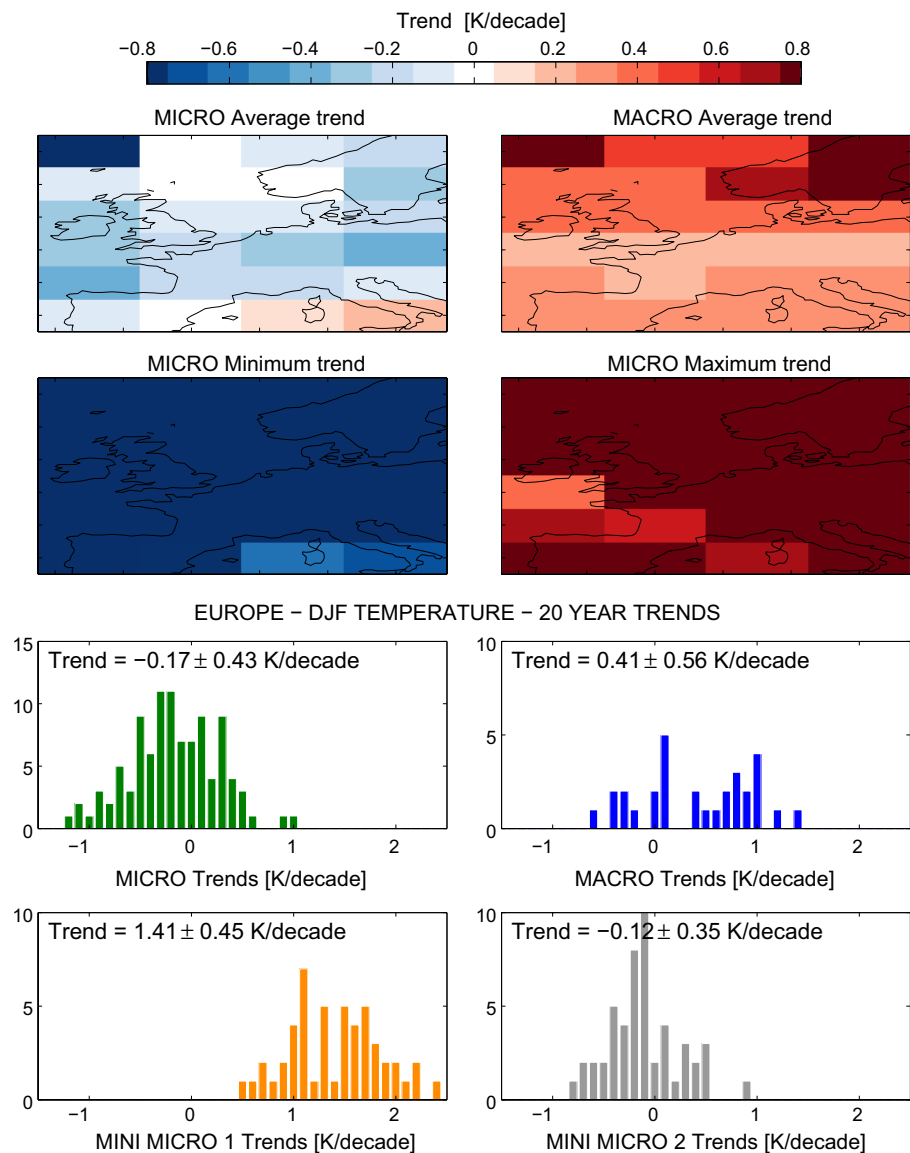 Trend [K/decade]
−0.8 −0.6 −0.4 −0.2 0 0.2 0.4 0.6 0.8
MICRO Average trend
MACRO Average trend
MICRO Minimum trend
MICRO Maximum trend
EUROPE − DJF TEMPERATURE − 20 YEAR TRENDS
15
10
5
0
Trend = −0.17 ± 0.43 K/decade
−1 0 1 2
MICRO Trends [K/decade]
10
5
0
Trend = 0.41 ± 0.56 K/decade
−1 0 1 2
MACRO Trends [K/decade]
10
5
0
Trend = 1.41 ± 0.45 K/decade
−1 0 1 2
MINI MICRO 1 Trends [K/decade]
10
5
0
Trend = −0.12 ± 0.35 K/decade
−1 0 1 2
MINI MICRO 2 Trends [K/decade]